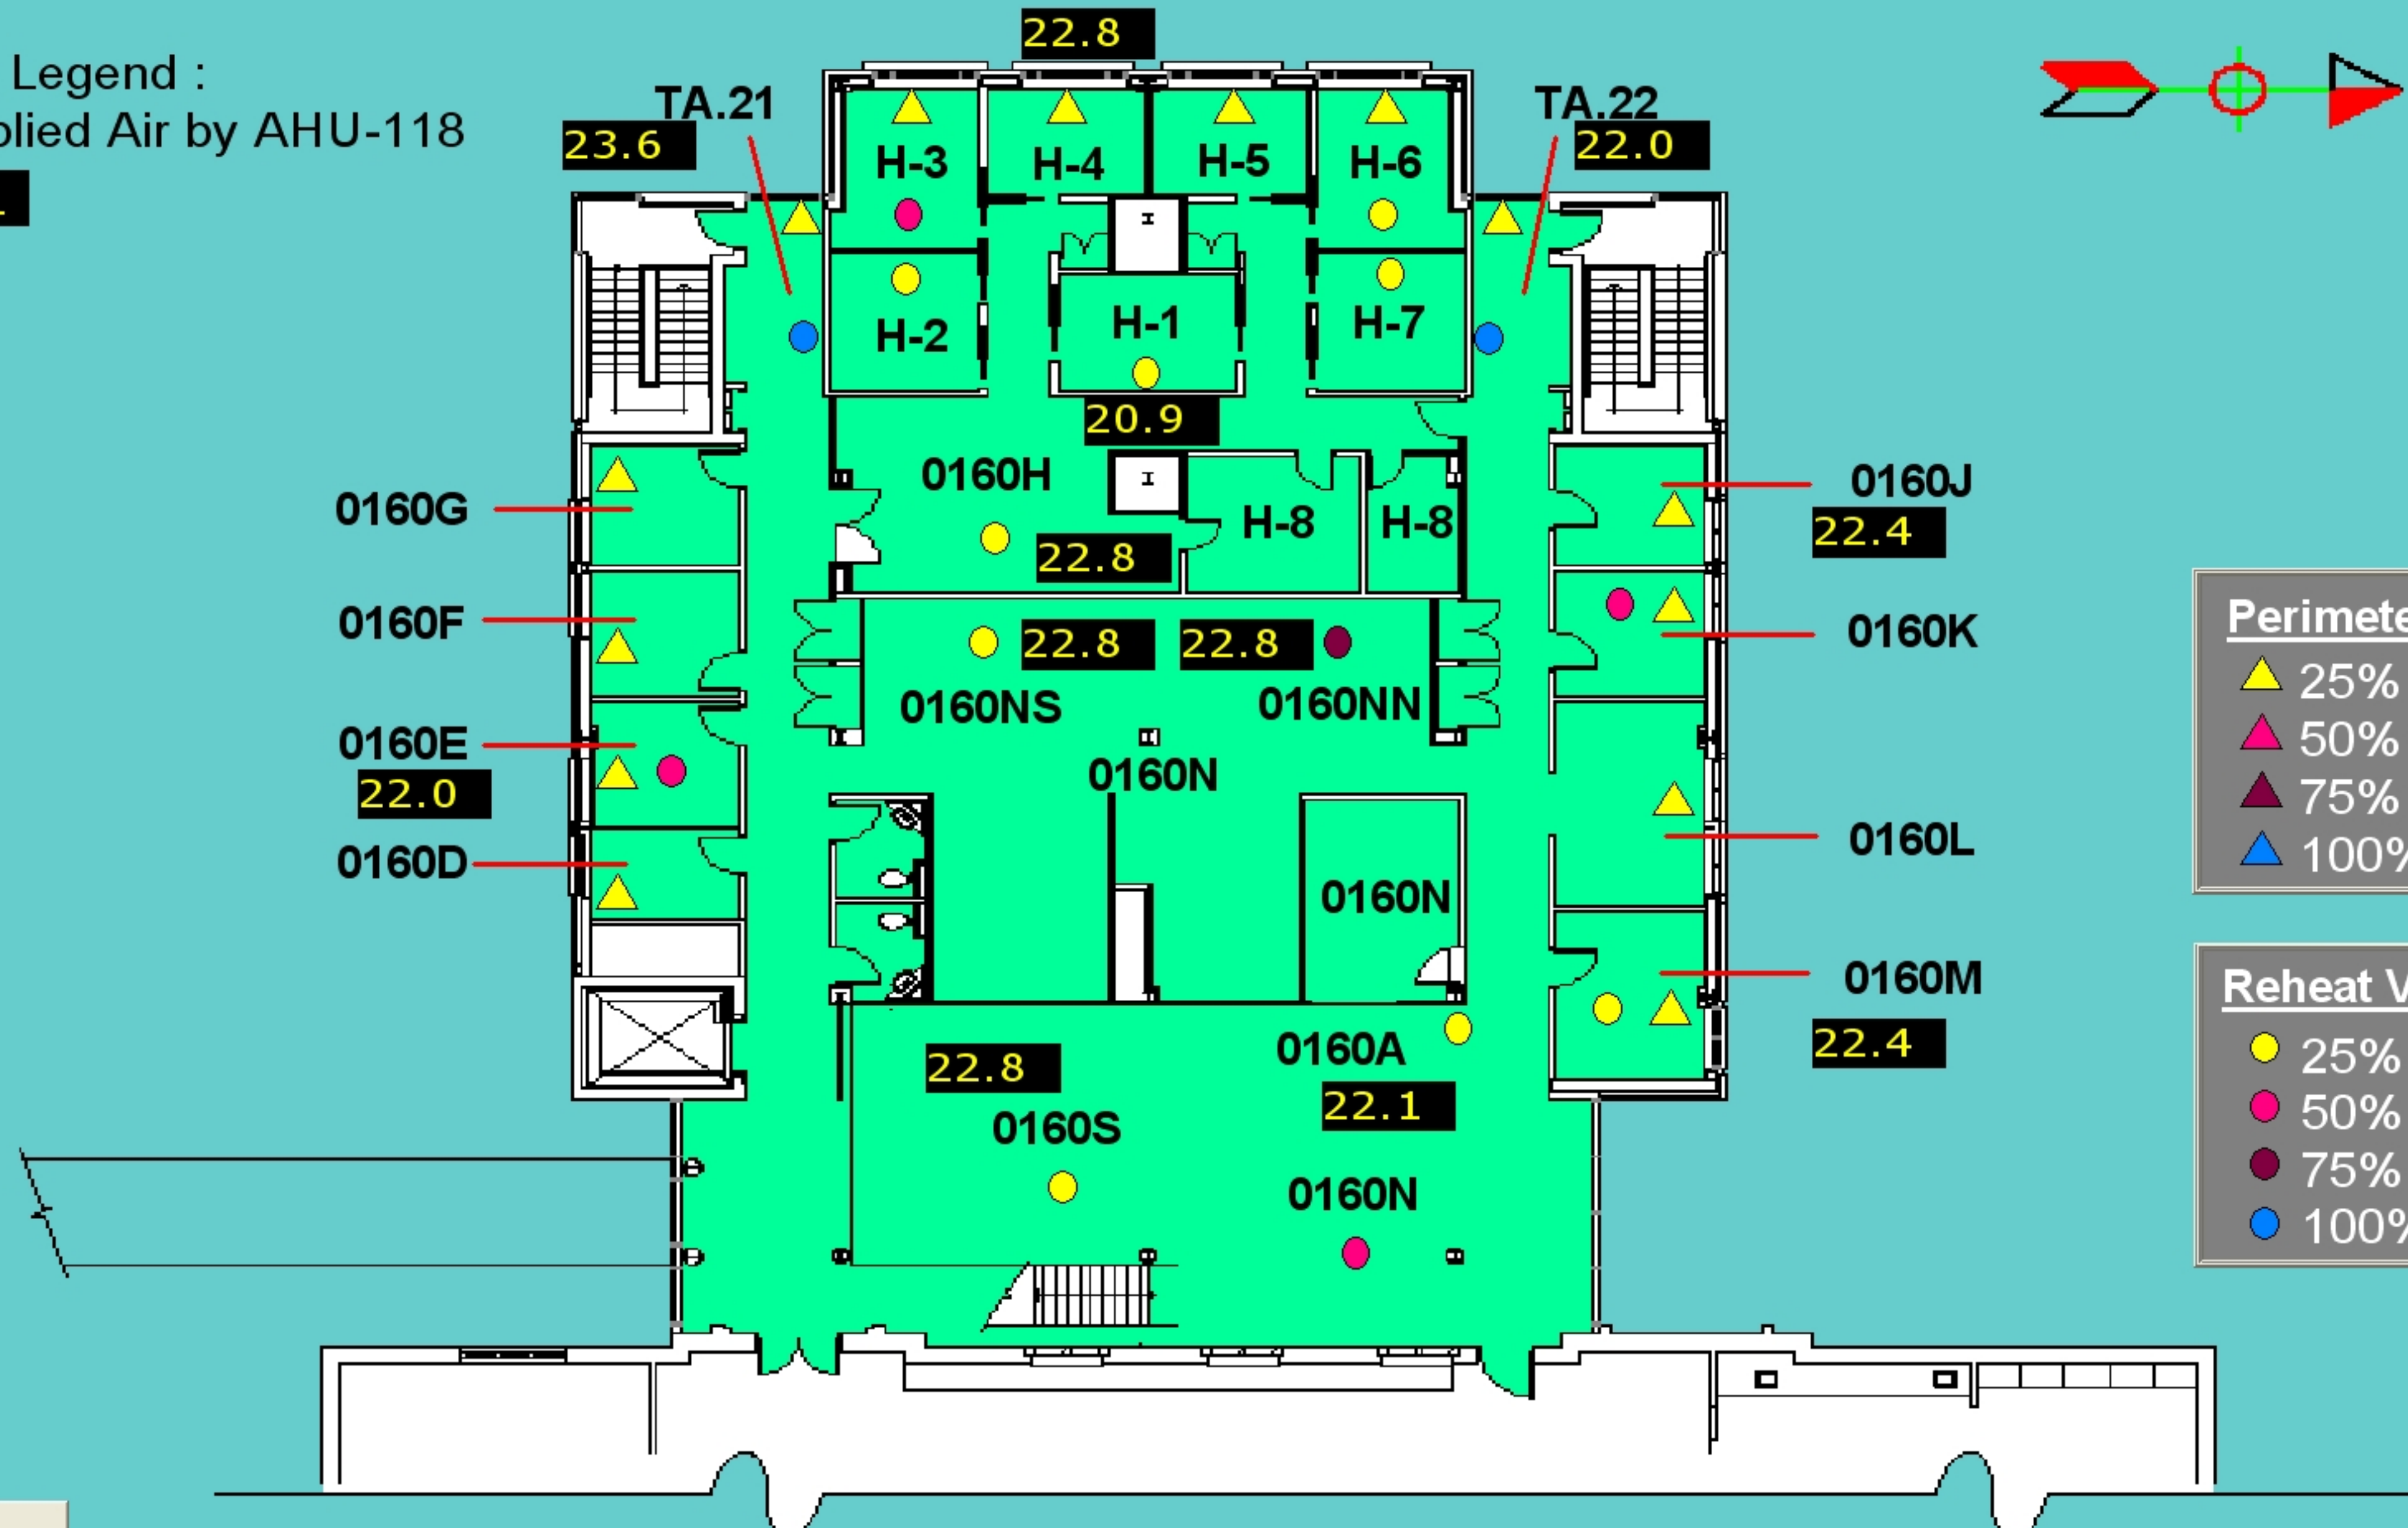 22.8
Legend :
plied Air by AHU-118
TA.21
23.6
TA.22
22.0
H-3
H-4
H-5
H-6
H-2
H-1
H-7
20.9
0160H
22.8
H-8
H-8
0160G
0160J
22.4
0160F
0160K
22.8
22.8
0160NS
0160NN
0160E
22.0
0160N
0160D
0160L
0160N
0160M
22.4
22.8
0160A
22.1
0160S
0160N
Perimete
25%
50%
75%
100%
Reheat V
25%
50%
75%
100%